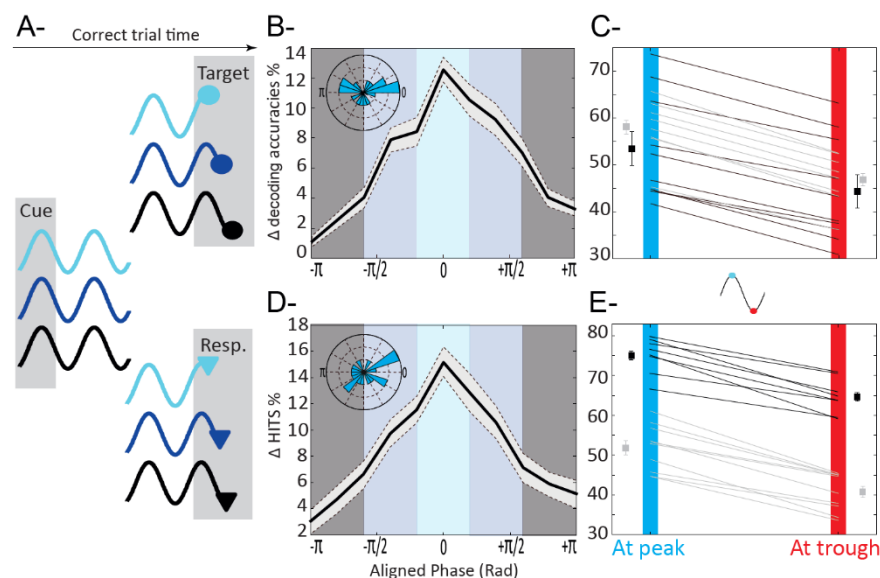 A-
Correct trial time
Target
Cue
Resp.
B-
Δ decoding accuracies %
14
12
10
8
6
4
2
0
π
0
-π
-π/2
0
+π/2
+π
C-
70
60
50
40
30
D-
Δ HITS %
18
16
14
12
10
8
6
4
2
π
0
-π
-π/2
0
+π/2
+π
Aligned Phase (Rad)
E-
80
70
60
50
40
30
At peak
At trough